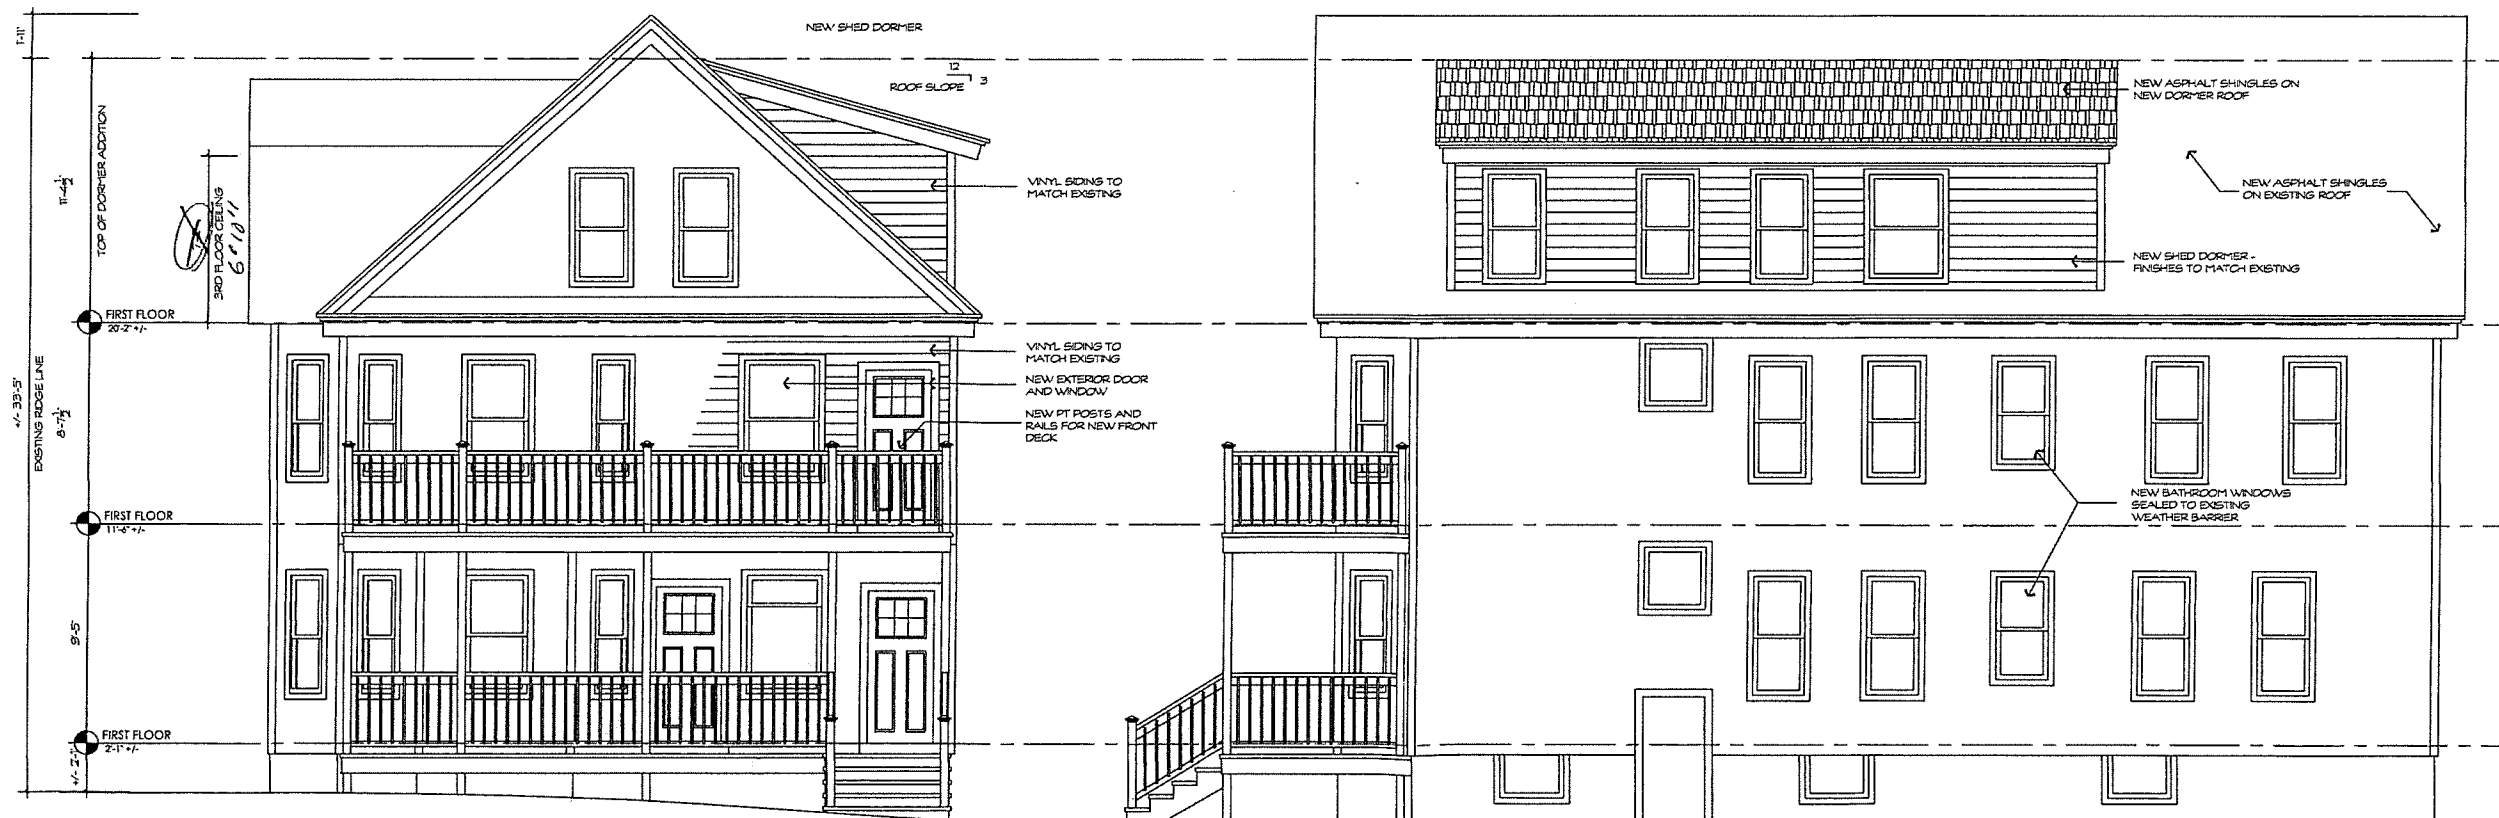 NEW SHED DORMER
12
3
ROOF SLOPE
1'-11"
TOP OF DORMER ADDITION
11'-4 1/2"
3RD FLOOR CEILING
6'10"
VINYL SIDING TO
MATCH EXISTING
FIRST FLOOR
20'-2" +/-
VINYL SIDING TO
MATCH EXISTING
NEW EXTERIOR DOOR
AND WINDOW
NEW PT POSTS AND
RAILS FOR NEW FRONT
DECK
+/- 33'-5"
EXISTING RIDGE LINE
8'-7 1/2"
FIRST FLOOR
11'-6" +/-
9'-5"
FIRST FLOOR
2'-1" +/-
+/- 2'-1"
NEW ASPHALT SHINGLES ON
NEW DORMER ROOF
NEW ASPHALT SHINGLES
ON EXISTING ROOF
NEW SHED DORMER -
FINISHES TO MATCH EXISTING
NEW BATHROOM WINDOWS
SEALED TO EXISTING
WEATHER BARRIER